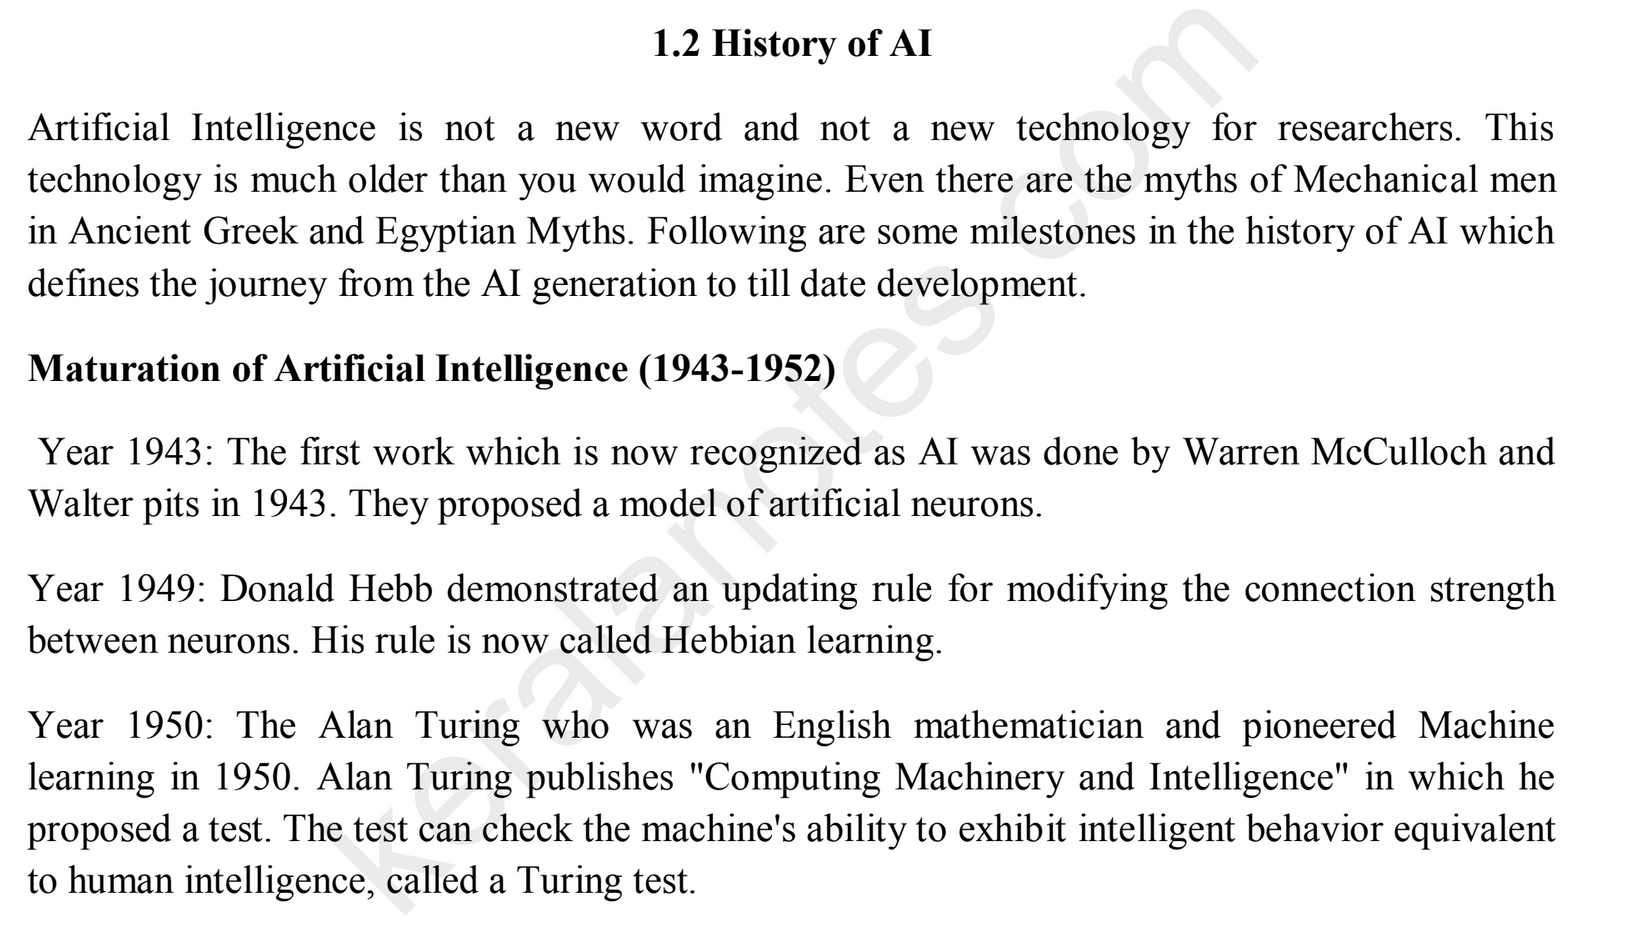 1.2 History of AI
Artificial Intelligence is not a new word and not a new technology for researchers. This
technology is much older than you would imagine. Even there are the myths of Mechanical men
in Ancient Greek and Egyptian Myths. Following are some milestones in the history of AI which
defines the journey from the AI generation to till date development.
Maturation of Artificial Intelligence (1943-1952)
Year 1943: The first work which is now recognized as AI was done by Warren McCulloch and
Walter pits in 1943. They proposed a model of artificial neurons.
Year 1949: Donald Hebb demonstrated an updating rule for modifying the connection strength
between neurons. His rule is now called Hebbian learning.
Year 1950: The Alan Turing who was an English mathematician and pioneered Machine
learning in 1950. Alan Turing publishes "Computing Machinery and Intelligence" in which he
proposed a test. The test can check the machine's ability to exhibit intelligent behavior equivalent
to human intelligence, called a Turing test.
keralanotes.com